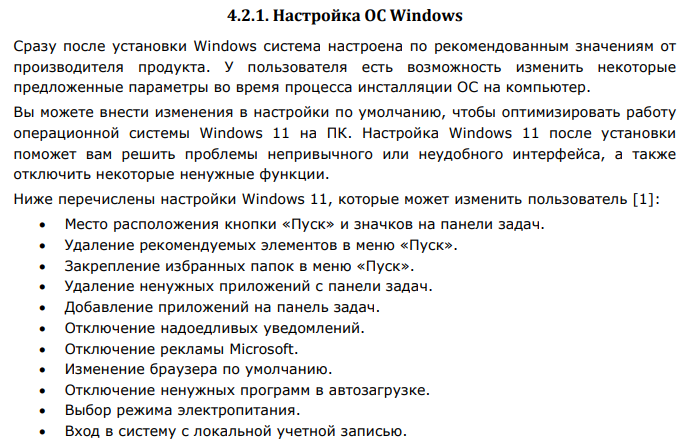 4.2.1. Настройка ОС Windows
Сразу после установки Windows система настроена по рекомендованным значениям от
производителя продукта. У пользователя есть возможность изменить некоторые
предложенные параметры во время процесса инсталляции ОС на компьютер.
Вы можете внести изменения в настройки по умолчанию, чтобы оптимизировать работу
операционной системы Windows 11 на ПК. Настройка Windows 11 после установки
поможет вам решить проблемы непривычного или неудобного интерфейса, а также
отключить некоторые ненужные функции.
Ниже перечислены настройки Windows 11, которые может изменить пользователь [1]:
• Место расположения кнопки «Пуск» и значков на панели задач.
• Удаление рекомендуемых элементов в меню «Пуск».
• Закрепление избранных папок в меню «Пуск».
• Удаление ненужных приложений с панели задач.
• Добавление приложений на панель задач.
• Отключение надоедливых уведомлений.
• Отключение рекламы Microsoft.
• Изменение браузера по умолчанию.
• Отключение ненужных программ в автозагрузке.
• Выбор режима электропитания.
• Вход в систему с локальной учетной записью.